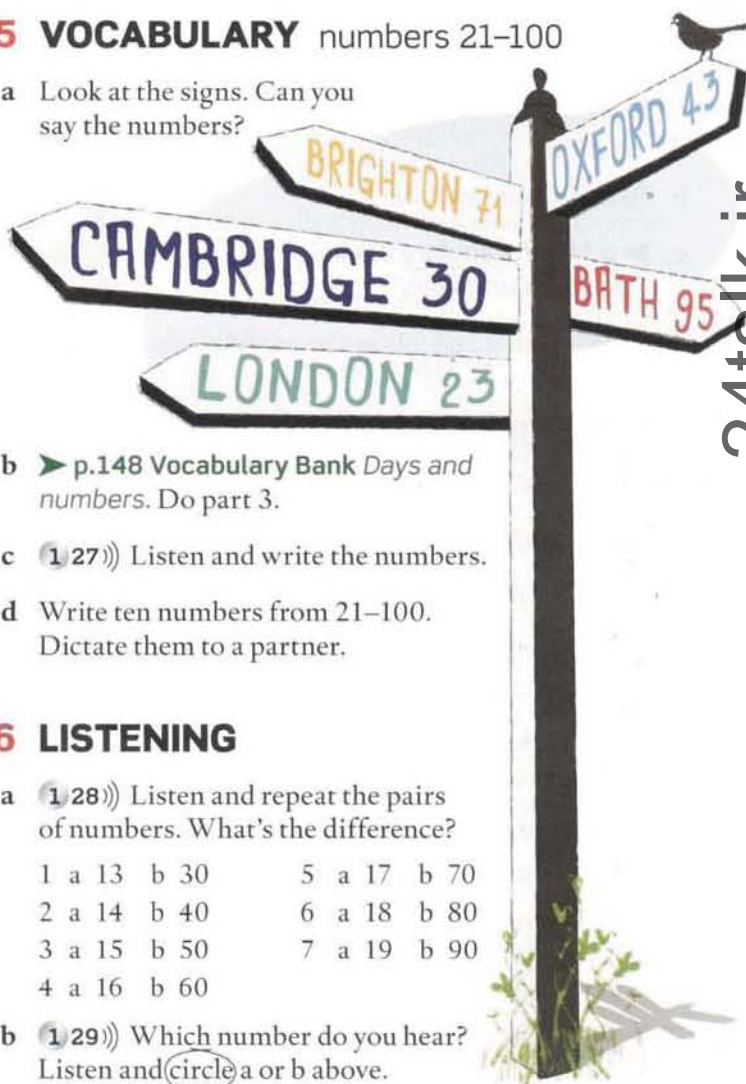 5 VOCABULARY numbers 21–100
a Look at the signs. Can you
say the numbers?
BRIGHTON 71
OXFORD 43
CAMBRIDGE 30
BATH 95
LONDON 23
b ➤ p.148 Vocabulary Bank Days and
numbers. Do part 3.
c 1 27))) Listen and write the numbers.
d Write ten numbers from 21–100.
Dictate them to a partner.
6 LISTENING
a 1 28))) Listen and repeat the pairs
of numbers. What's the difference?
1 a 13 b 30 5 a 17 b 70
2 a 14 b 40 6 a 18 b 80
3 a 15 b 50 7 a 19 b 90
4 a 16 b 60
b 1 29))) Which number do you hear?
Listen and circle a or b above.